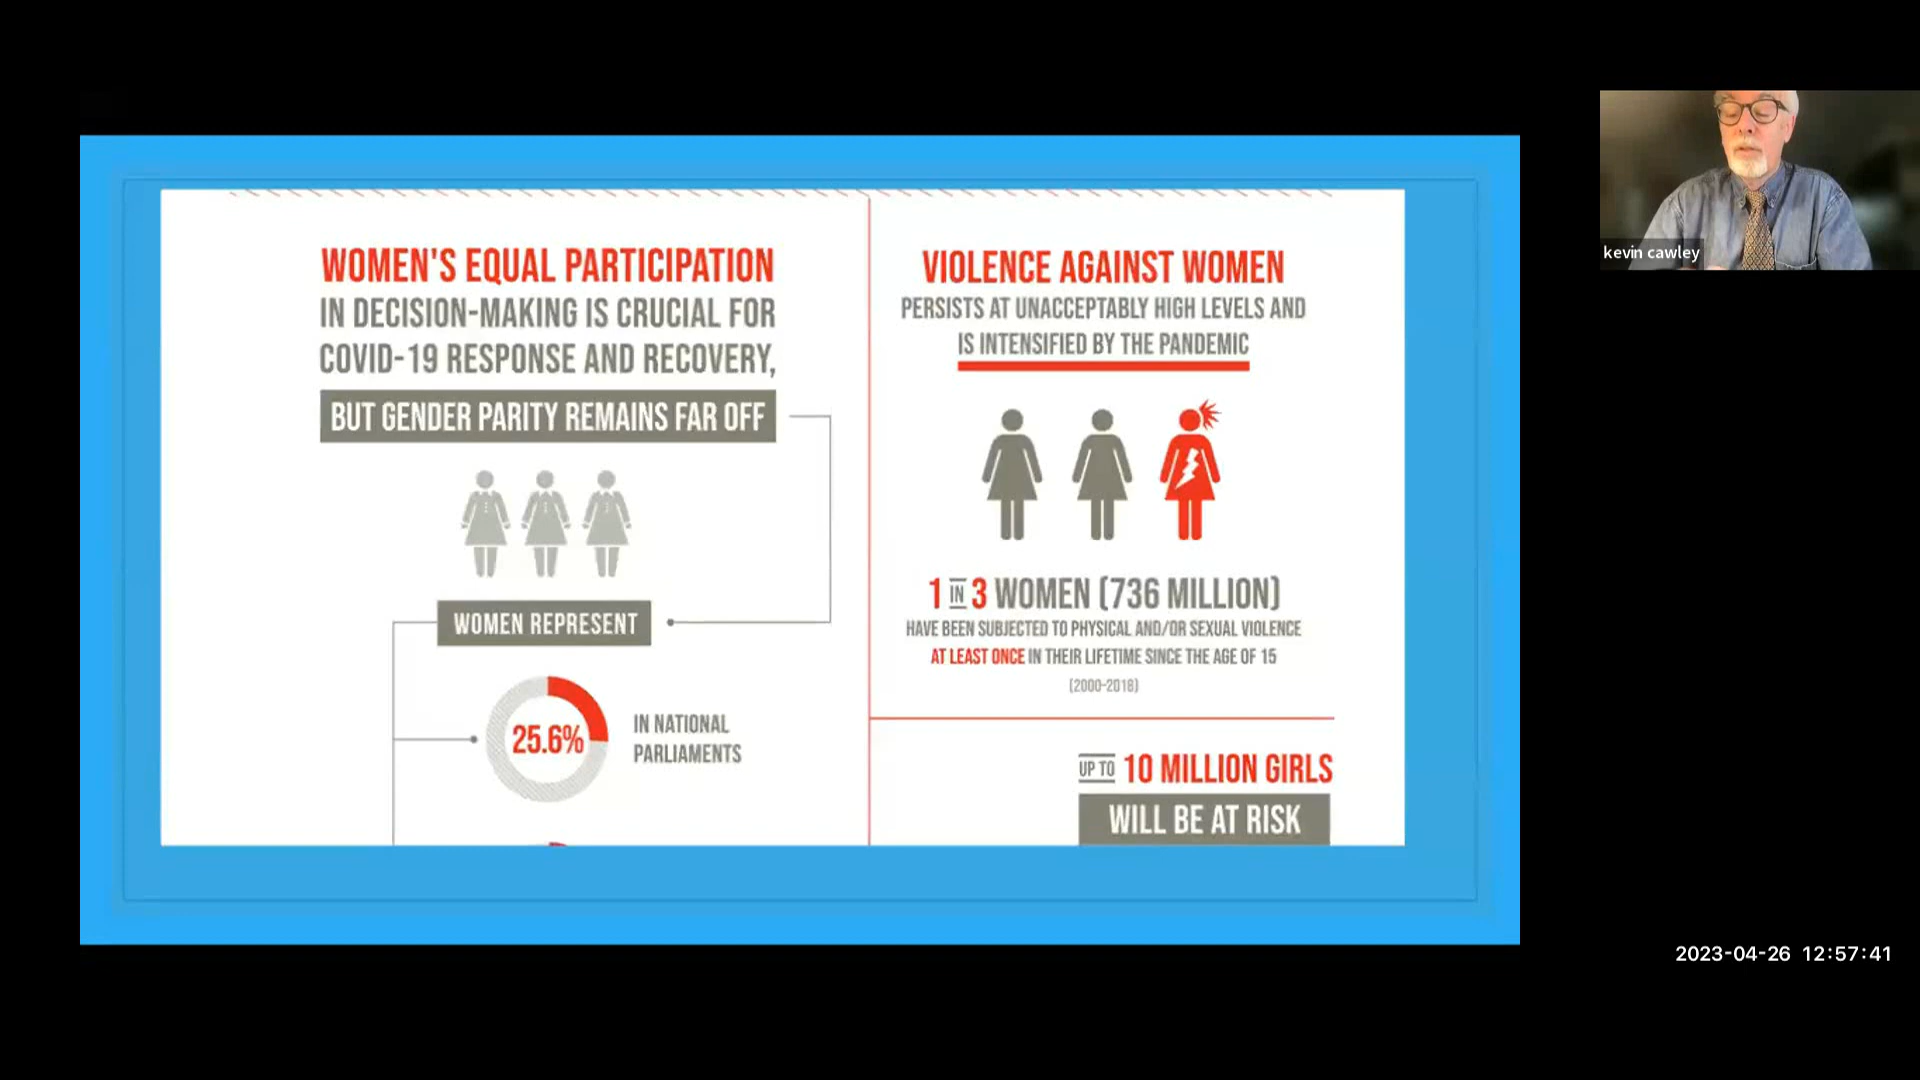 WOMEN'S EQUAL PARTICIPATION
IN DECISION-MAKING IS CRUCIAL FOR
COVID-19 RESPONSE AND RECOVERY,
BUT GENDER PARITY REMAINS FAR OFF
WOMEN REPRESENT
25.6%
IN NATIONAL
PARLIAMENTS
VIOLENCE AGAINST WOMEN
PERSISTS AT UNACCEPTABLY HIGH LEVELS AND
IS INTENSIFIED BY THE PANDEMIC
1 IN 3 WOMEN (736 MILLION)
HAVE BEEN SUBJECTED TO PHYSICAL AND/OR SEXUAL VIOLENCE
AT LEAST ONCE IN THEIR LIFETIME SINCE THE AGE OF 15
(2000-2018)
UP TO 10 MILLION GIRLS
WILL BE AT RISK
kevin cawley
2023-04-26 12:57:41